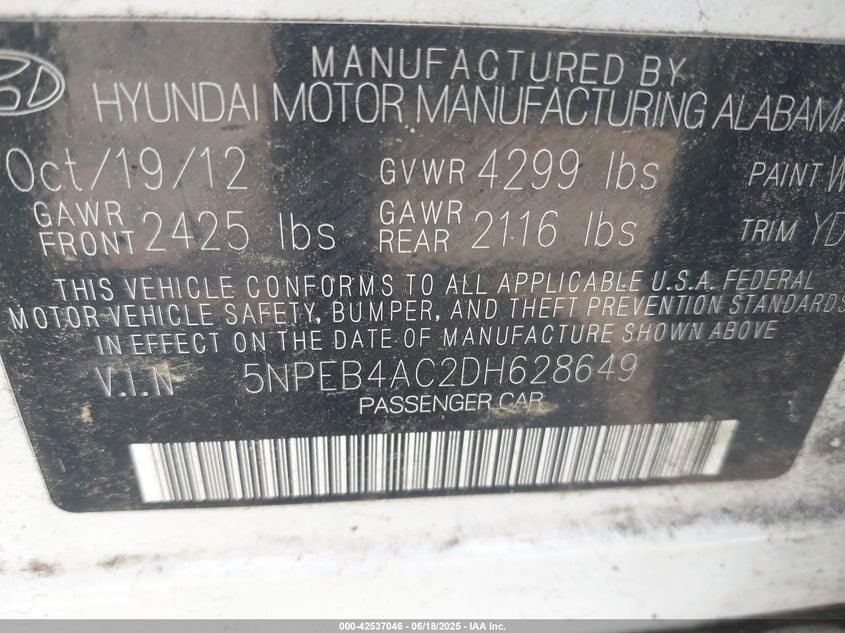 MANUFACTURED BY
HYUNDAI MOTOR MANUFACTURING ALABAMA
Oct/19/12 GVWR 4299 lbs PAINT W
GAWR FRONT 2425 lbs GAWR REAR 2116 lbs TRIM YD
THIS VEHICLE CONFORMS TO ALL APPLICABLE U.S.A. FEDERAL
MOTOR VEHICLE SAFETY, BUMPER, AND THEFT PREVENTION STANDARDS
IN EFFECT ON THE DATE OF MANUFACTURE SHOWN ABOVE
V.I.N 5NPEB4AC2DH628649
PASSENGER CAR
000-42537046 - 06/18/2025 - IAA Inc.